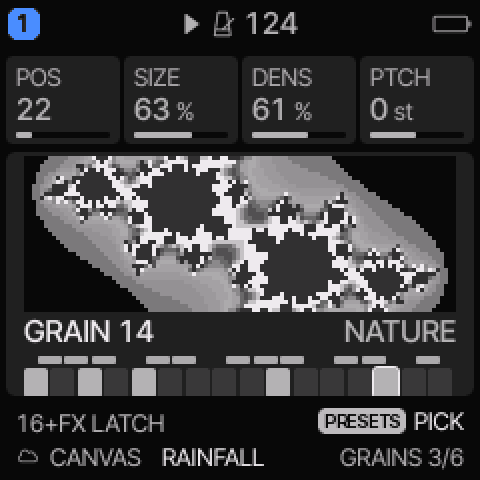 1 124
POS SIZE DENS PTCH
22 63 % 61 % 0 st
GRAIN 14 NATURE
16+FX LATCH PRESETS PICK
CANVAS RAINFALL GRAINS 3/6